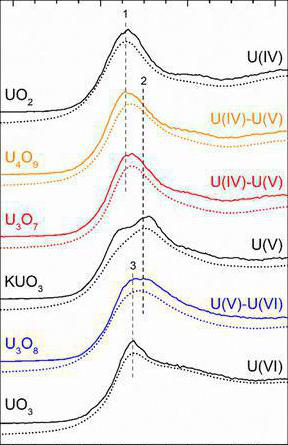 1
U(IV)
UO2
2
U(IV)-U(V)
U4O9
U(IV)-U(V)
U3O7
U(V)
KUO3
3
U(V)-U(VI)
U3O8
U(VI)
UO3